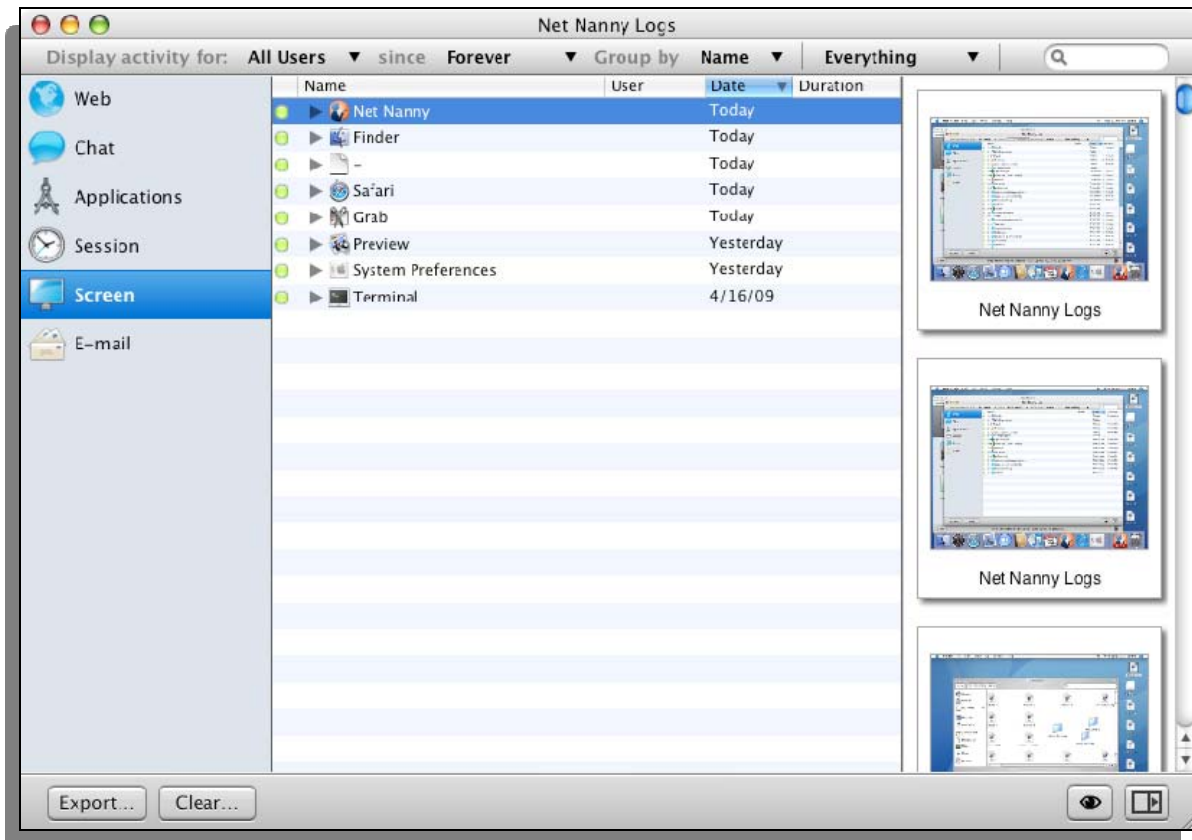 Net Nanny Logs
Display activity for: All Users ▼ since Forever ▼ Group by Name ▼ Everything ▼
Web
Chat
Applications
Session
Screen
E-mail
Name User Date Duration
Net Nanny Today
Finder Today
- Today
Safari Today
Grab Today
Preview Yesterday
System Preferences Yesterday
Terminal 4/16/09
Net Nanny Logs
Net Nanny Logs
Export... Clear...